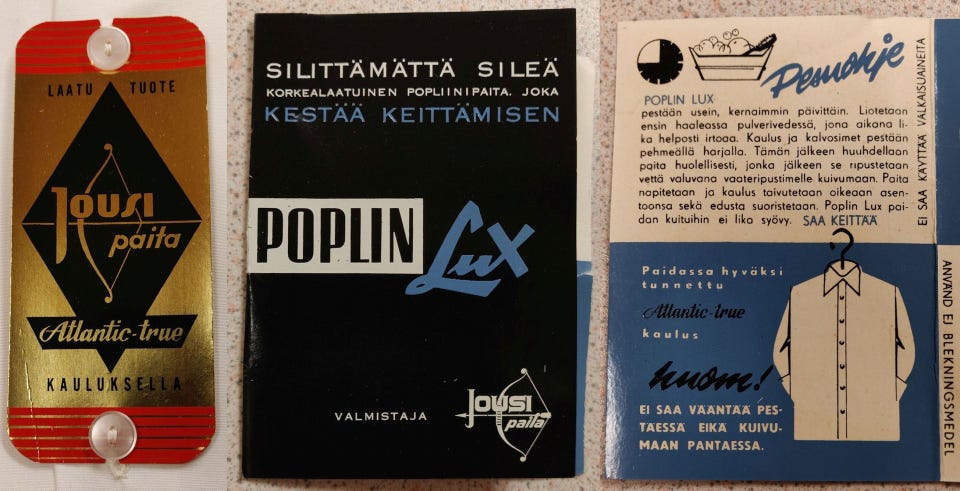 LAATU TUOTE
Jousi
paita
Atlantic-true
KAULUKSELLA
SILITTÄMÄTTÄ SILEÄ
KORKEALAATUINEN POPLIINIPAITA, JOKA
KESTÄÄ KEITTÄMISEN
POPLIN Lux
VALMISTAJA
Jousi
paita
Pesuohje
POPLIN LUX
pestään usein, kernaimmin päivittäin. Liotetaan
ensin haaleassa pulverivedessä, jona aikana li-
ka helposti irtoaa. Kaulus ja kalvosimet pestään
pehmeällä harjalla. Tämän jälkeen se huuhdellaan
paita huolellisesti, jonka jälkeen se ripustetaan
vettä valuvana vaateripustimelle kuivumaan. Paita
napitetaan ja kaulus taivutetaan oikeaan asen-
toonsa sekä edusta suoristetaan. Poplin Lux pai-
dan kuituihin ei lika syövy. SAA KEITTÄÄ
EI SAA KÄYTTÄÄ VALKAISUAINEITA
Paidassa hyväksi
tunnettu
Atlantic-true
kaulus
huom!
EI SAA VÄÄNTÄÄ PES-
TÄESSÄ EIKÄ KUIVU-
MAAN PANTAESSA.
ANVÄND EJ BLEKNINGSMEDEL